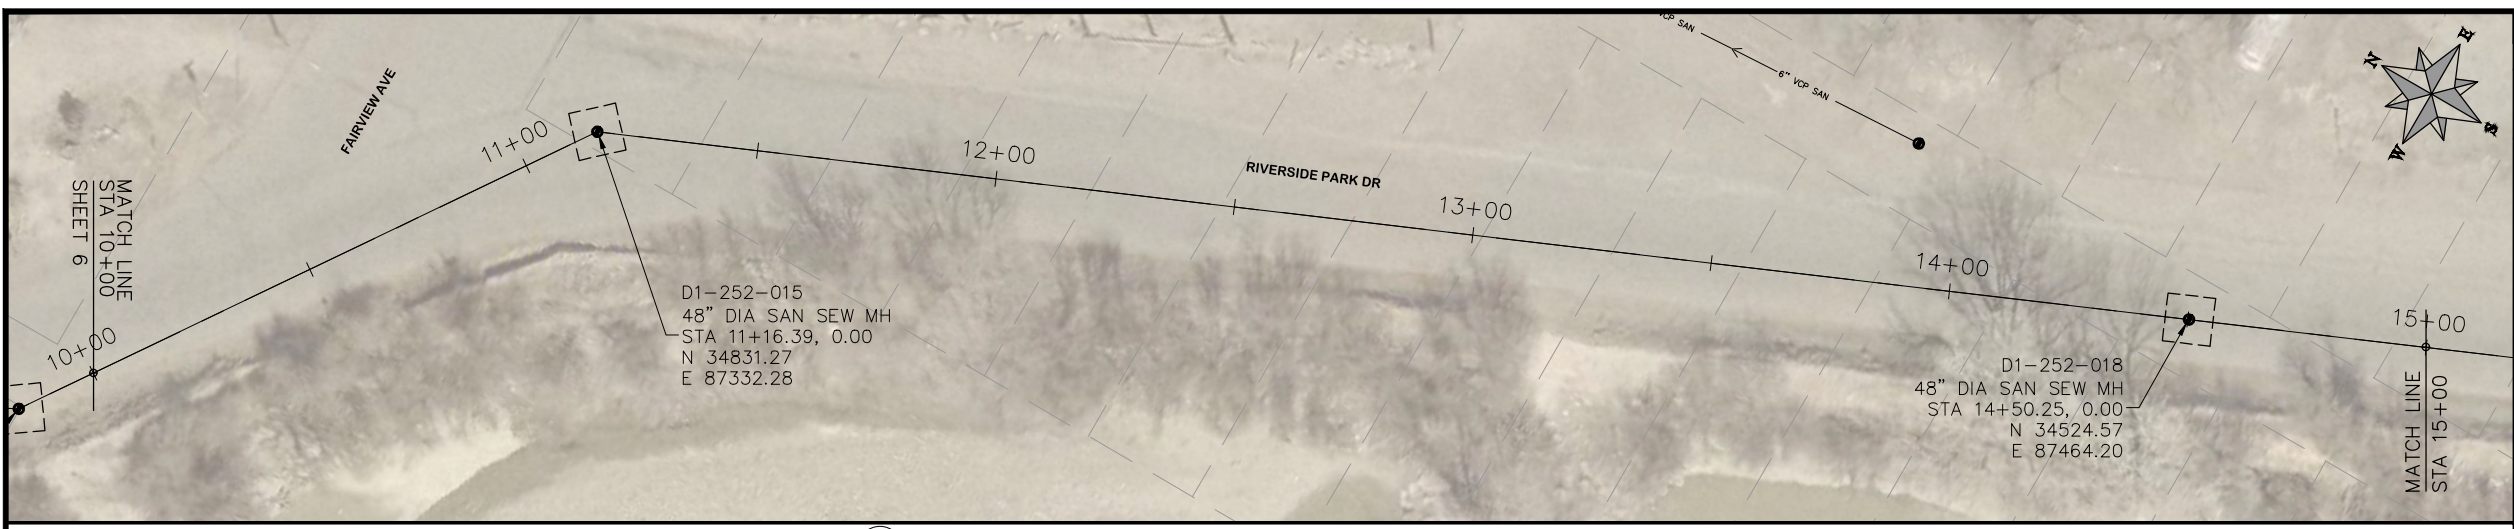 VCP SAN
6" VCP SAN
N
E
S
W
FAIRVIEW AVE
11+00
12+00
RIVERSIDE PARK DR
13+00
14+00
15+00
10+00
MATCH LINE
STA 10+00
SHEET 6
D1-252-015
48" DIA SAN SEW MH
STA 11+16.39, 0.00
N 34831.27
E 87332.28
D1-252-018
48" DIA SAN SEW MH
STA 14+50.25, 0.00
N 34524.57
E 87464.20
MATCH LINE
STA 15+00